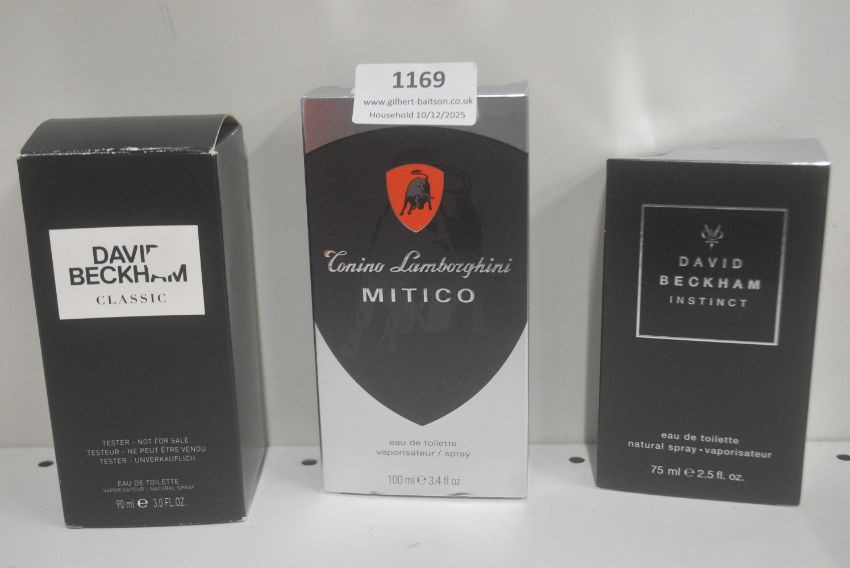 DAVID
BECKHAM
CLASSIC
TESTER - NOT FOR SALE
TESTEUR - NE PEUT ÊTRE VENDU
TESTER - UNVERKAUFLICH
EAU DE TOILETTE
VAPORISATEUR - NATURAL SPRAY
90 ml e 3.0 FL.OZ.
1169
www.gilbert-baitson.co.uk
Household 10/12/2025
Tonino Lamborghini
MITICO
eau de toilette
vaporisateur / spray
100 ml e 3.4 fl oz
DAVID
BECKHAM
INSTINCT
eau de toilette
natural spray • vaporisateur
75 ml e 2.5 fl. oz.